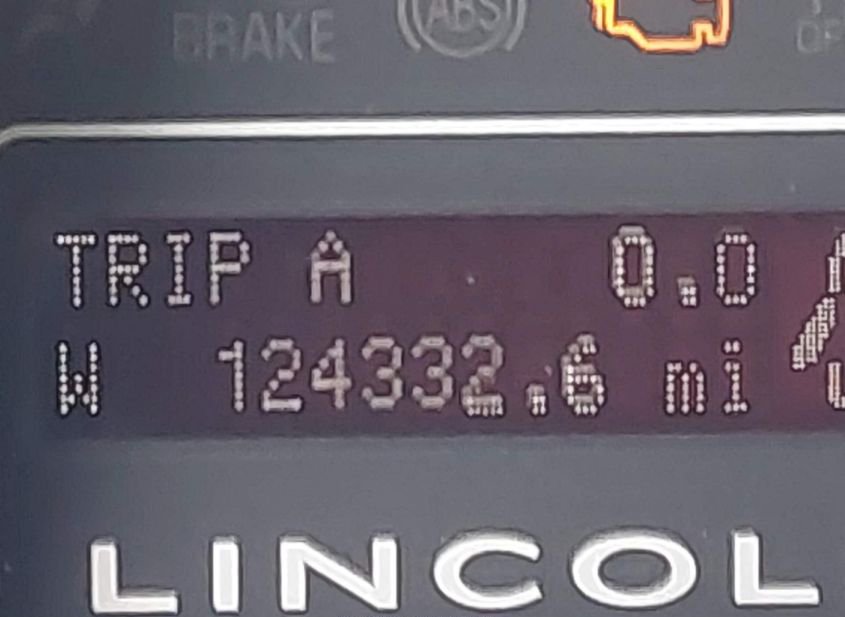 BRAKE ABS
TRIP A 0.0
W 124332.6 mi
LINCOL